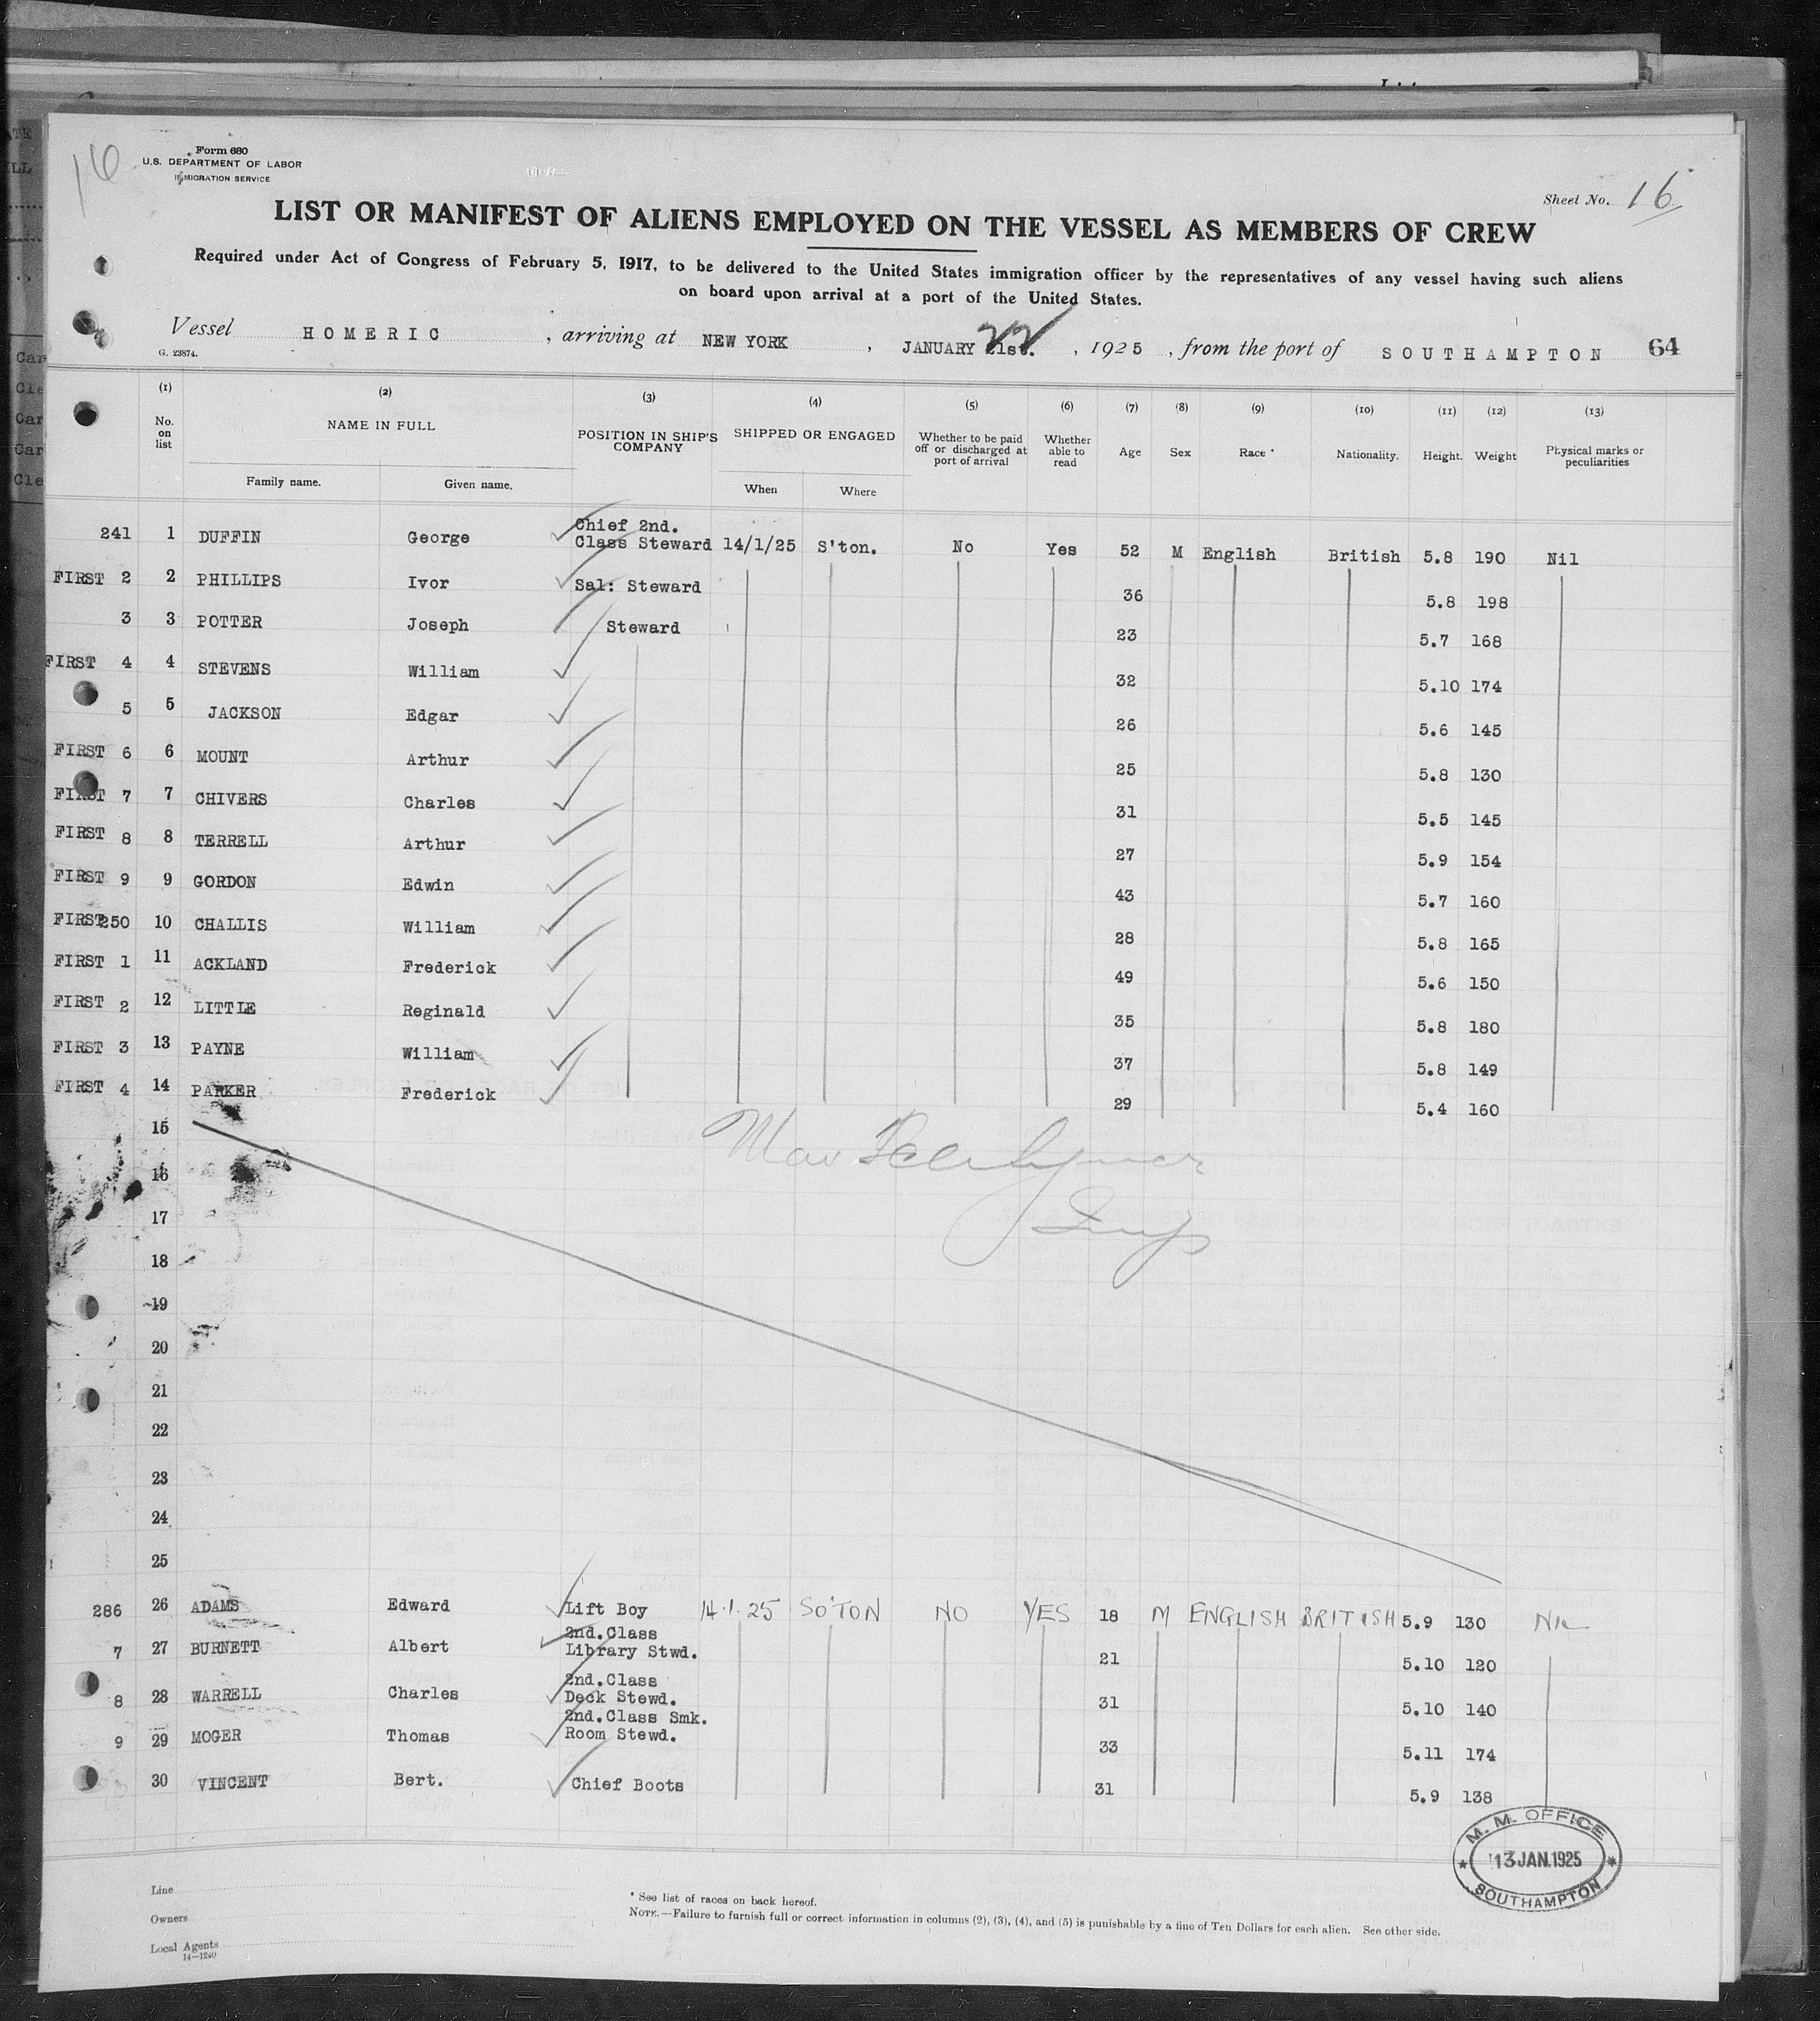 16
Form 680
U.S. DEPARTMENT OF LABOR
IMMIGRATION SERVICE
Sheet No. 16
LIST OR MANIFEST OF ALIENS EMPLOYED ON THE VESSEL AS MEMBERS OF CREW
Required under Act of Congress of February 5, 1917, to be delivered to the United States immigration officer by the representatives of any vessel having such aliens
on board upon arrival at a port of the United States.
Vessel HOMERIC, arriving at NEW YORK, JANUARY 21st. 22, 1925, from the port of SOUTHAMPTON 64
G. 23874.
(1) (2) (3) (4) (5) (6) (7) (8) (9) (10) (11) (12) (13)
No. on list NAME IN FULL POSITION IN SHIP'S COMPANY SHIPPED OR ENGAGED Whether to be paid off or discharged at port of arrival Whether able to read Age Sex Race * Nationality. Height. Weight Physical marks or peculiarities
Family name. Given name. When Where
241 1 DUFFIN George Chief 2nd. Class Steward 14/1/25 S'ton. No Yes 52 M English British 5.8 190 Nil
FIRST 2 2 PHILLIPS Ivor Sal: Steward 36 5.8 198
3 3 POTTER Joseph Steward 23 5.7 168
FIRST 4 4 STEVENS William 32 5.10 174
5 5 JACKSON Edgar 26 5.6 145
FIRST 6 6 MOUNT Arthur 25 5.8 130
FIRST 7 7 CHIVERS Charles 31 5.5 145
FIRST 8 8 TERRELL Arthur 27 5.9 154
FIRST 9 9 GORDON Edwin 43 5.7 160
FIRST 250 10 CHALLIS William 28 5.8 165
FIRST 1 11 ACKLAND Frederick 49 5.6 150
FIRST 2 12 LITTLE Reginald 35 5.8 180
FIRST 3 13 PAYNE William 37 5.8 149
FIRST 4 14 PARKER Frederick 29 5.4 160
15
16
17
18
19
20
21
22
23
24
25
286 26 ADAMS Edward Lift Boy 14.1.25 SO'TON NO YES 18 M ENGLISH BRITISH 5.9 130 NIL
7 27 BURNETT Albert 2nd.Class Library Stwd. 21 5.10 120
8 28 WARRELL Charles 2nd.Class Deck Stewd. 31 5.10 140
9 29 MOGER Thomas 2nd.Class Smk. Room Stewd. 33 5.11 174
30 VINCENT Bert. Chief Boots 31 5.9 138
M. M. OFFICE
13 JAN. 1925
SOUTHAMPTON
Line
Owners
Local Agents
14—1240
* See list of races on back hereof.
NOTE.—Failure to furnish full or correct information in columns (2), (3), (4), and (5) is punishable by a fine of Ten Dollars for each alien. See other side.